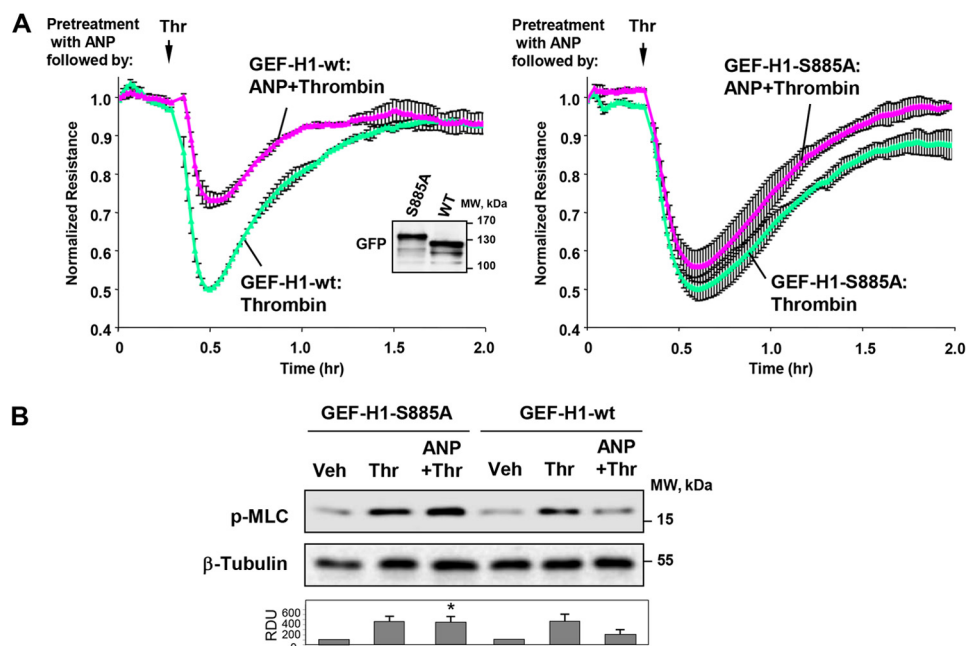 A
Pretreatment
with ANP
followed by:
Thr
GEF-H1-wt:
ANP+Thrombin
GEF-H1-wt:
Thrombin
Normalized Resistance
1.0
0.9
0.8
0.7
0.6
0.5
0.4
0
0.5
1.0
1.5
2.0
Time (hr)
S885A
WT
MW, kDa
GFP
170
130
100
Pretreatment
with ANP
followed by:
Thr
GEF-H1-S885A:
ANP+Thrombin
GEF-H1-S885A:
Thrombin
Normalized Resistance
1.0
0.9
0.8
0.7
0.6
0.5
0.4
0
0.5
1.0
1.5
2.0
Time (hr)
B
GEF-H1-S885A GEF-H1-wt
Veh Thr ANP +Thr Veh Thr ANP +Thr
MW, kDa
p-MLC
15
β-Tubulin
55
RDU
600
400
200
0
*